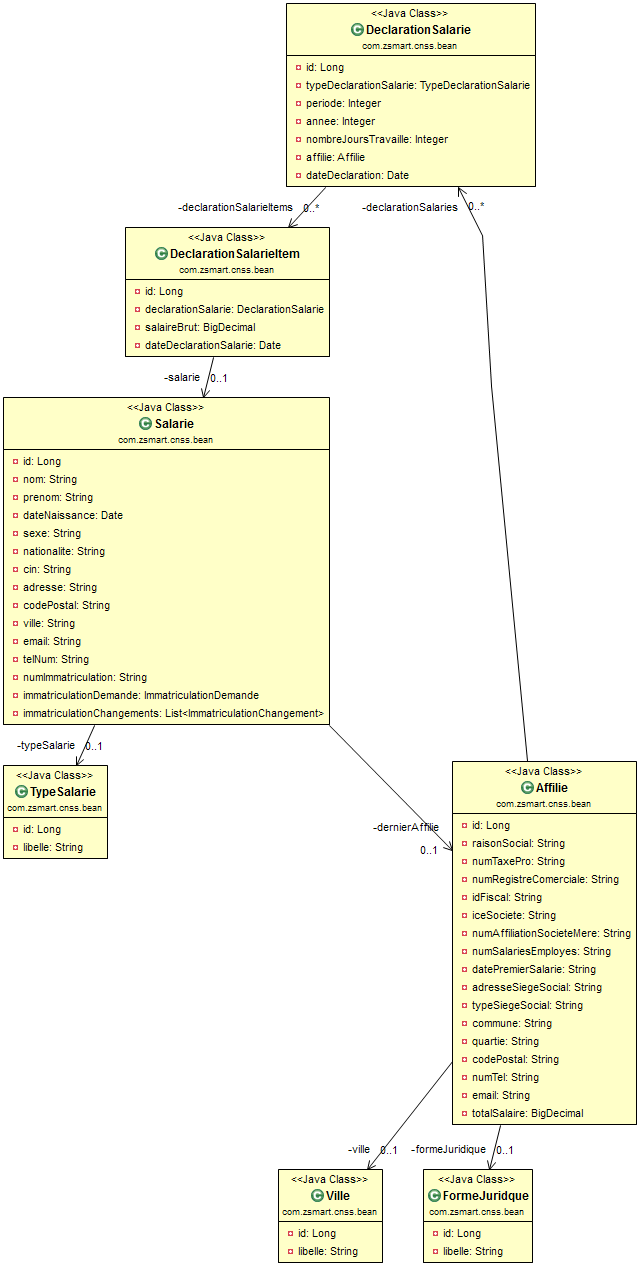 <<Java Class>>
DeclarationSalarie
com.zsmart.cnss.bean
id: Long
typeDeclarationSalarie: TypeDeclarationSalarie
periode: Integer
annee: Integer
nombreJoursTravaille: Integer
affilie: Affilie
dateDeclaration: Date
-declarationSalarieItems 0..*
-declarationSalaries 0..*
<<Java Class>>
DeclarationSalarieItem
com.zsmart.cnss.bean
id: Long
declarationSalarie: DeclarationSalarie
salaireBrut: BigDecimal
dateDeclarationSalarie: Date
-salarie 0..1
<<Java Class>>
Salarie
com.zsmart.cnss.bean
id: Long
nom: String
prenom: String
dateNaissance: Date
sexe: String
nationalite: String
cin: String
adresse: String
codePostal: String
ville: String
email: String
telNum: String
numImmatriculation: String
immatriculationDemande: ImmatriculationDemande
immatriculationChangements: List<ImmatriculationChangement>
-typeSalarie 0..1
<<Java Class>>
TypeSalarie
com.zsmart.cnss.bean
id: Long
libelle: String
-dernierAffilie
0..1
<<Java Class>>
Affilie
com.zsmart.cnss.bean
id: Long
raisonSocial: String
numTaxePro: String
numRegistreComerciale: String
idFiscal: String
iceSociete: String
numAffiliationSocieteMere: String
numSalariesEmployes: String
datePremierSalarie: String
adresseSiegeSocial: String
typeSiegeSocial: String
commune: String
quartie: String
codePostal: String
numTel: String
email: String
totalSalaire: BigDecimal
-ville 0..1
-formeJuridique 0..1
<<Java Class>>
Ville
com.zsmart.cnss.bean
id: Long
libelle: String
<<Java Class>>
FormeJuridque
com.zsmart.cnss.bean
id: Long
libelle: String